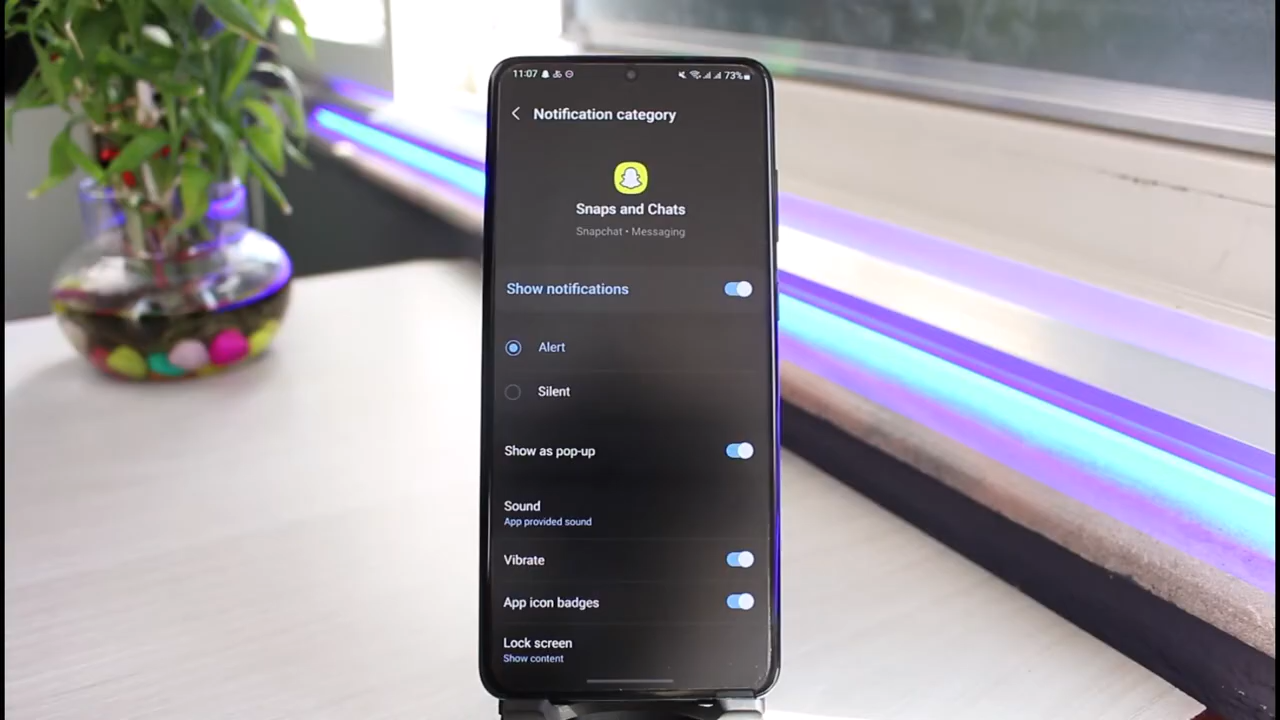 11:07 73%
Notification category
Snaps and Chats
Snapchat • Messaging
Show notifications
Alert
Silent
Show as pop-up
Sound
App provided sound
Vibrate
App icon badges
Lock screen
Show content